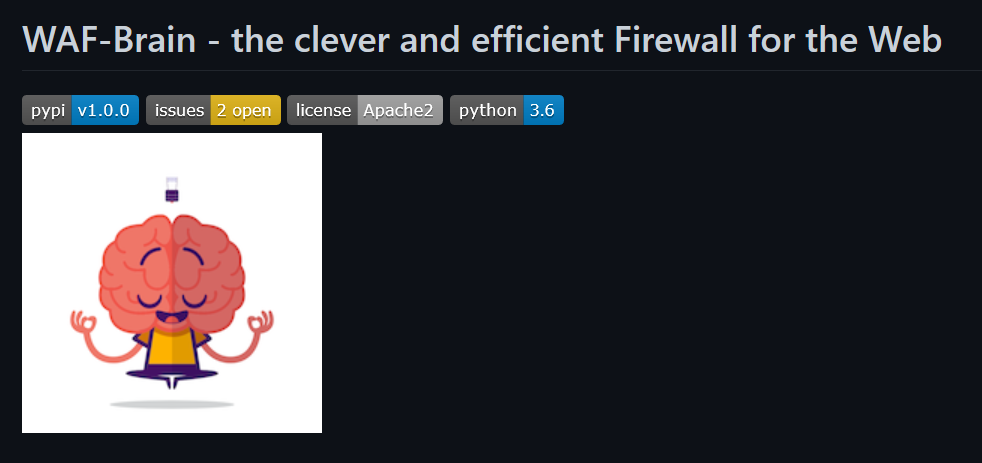 WAF-Brain - the clever and efficient Firewall for the Web
pypi v1.0.0 issues 2 open license Apache2 python 3.6